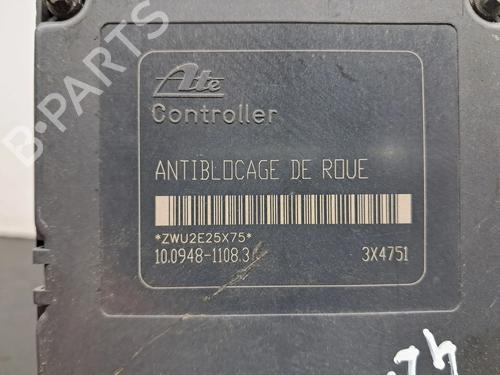 B-PARTS
Ate
Controller
ANTIBLOCAGE DE ROUE
*ZWU2E25X75*
10.0948-1108.3 3X4751